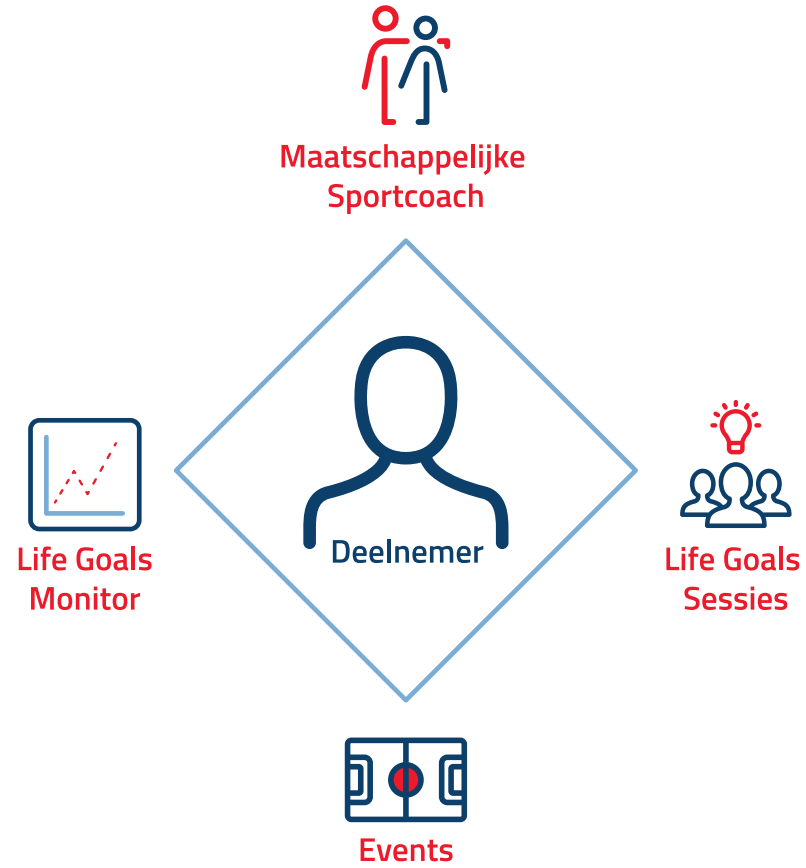 Maatschappelijke
Sportcoach
Deelnemer
Life Goals
Monitor
Life Goals
Sessies
Events